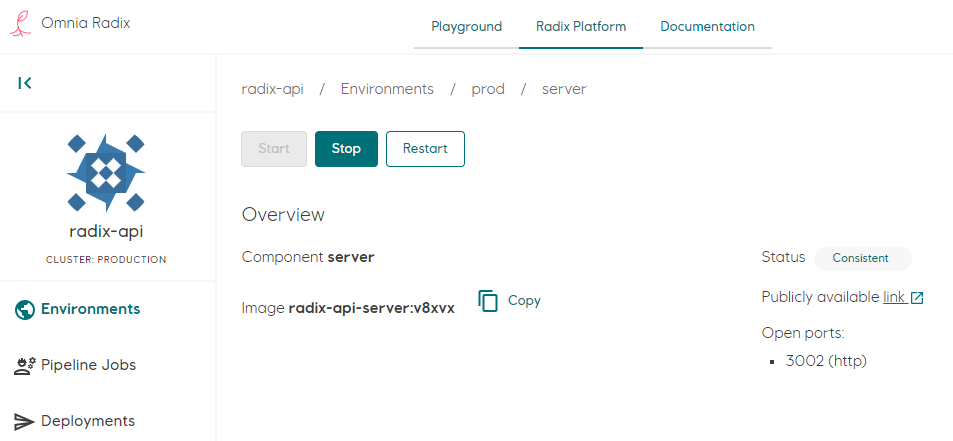 Omnia Radix
Playground
Radix Platform
Documentation
radix-api / Environments / prod / server
Start
Stop
Restart
radix-api
CLUSTER: PRODUCTION
Environments
Pipeline Jobs
Deployments
Overview
Component server
Image radix-api-server:v8xvx
Copy
Status Consistent
Publicly available link
Open ports:
3002 (http)